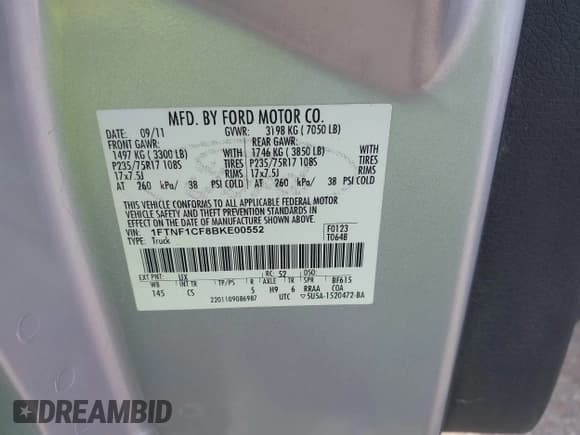 MFD. BY FORD MOTOR CO.
DATE: 09/11 GVWR: 3198 KG ( 7050 LB)
FRONT GAWR: REAR GAWR:
1497 KG ( 3300 LB) WITH 1746 KG ( 3850 LB) WITH
P235/75R17 108S TIRES P235/75R17 108S TIRES
17x7.5J RIMS 17x7.5J RIMS
AT 260 kPa/ 38 PSI COLD AT 260 kPa/ 38 PSI COLD
THIS VEHICLE CONFORMS TO ALL APPLICABLE FEDERAL MOTOR
VEHICLE SAFETY AND THEFT PREVENTION STANDARDS IN
EFFECT ON THE DATE OF MANUFACTURE SHOWN ABOVE.
VIN: 1FTNF1CF8BKE00552 F0123
TYPE: Truck T0648
EXT PNT: UX RC: 52 DSO:
WB INT TR TP/PS R AXLE TR SPR BF615
145 CS 5 H9 6 RRAA COA
2201109086987 UTC 5U5A-1520472-BA
DREAMBID